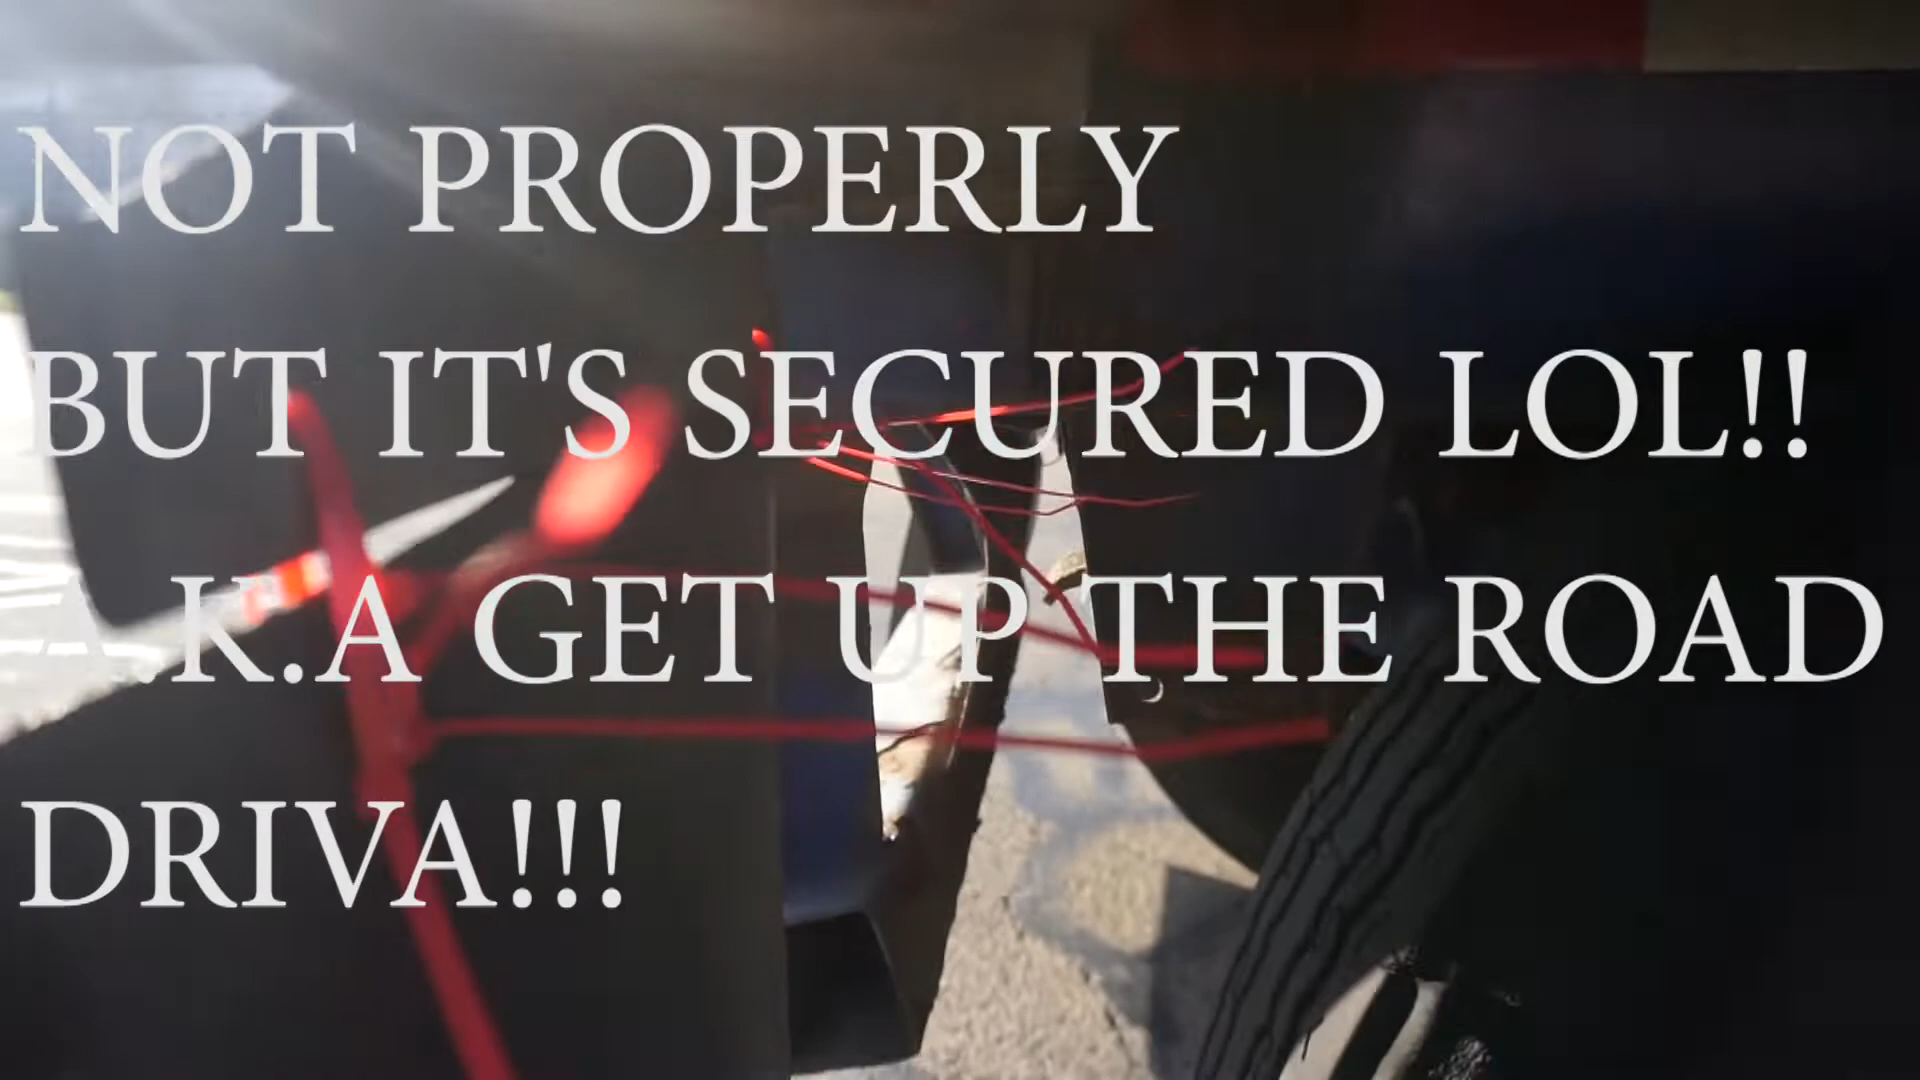 NOT PROPERLY
BUT IT'S SECURED LOL!!
A.K.A GET UP THE ROAD
DRIVA!!!